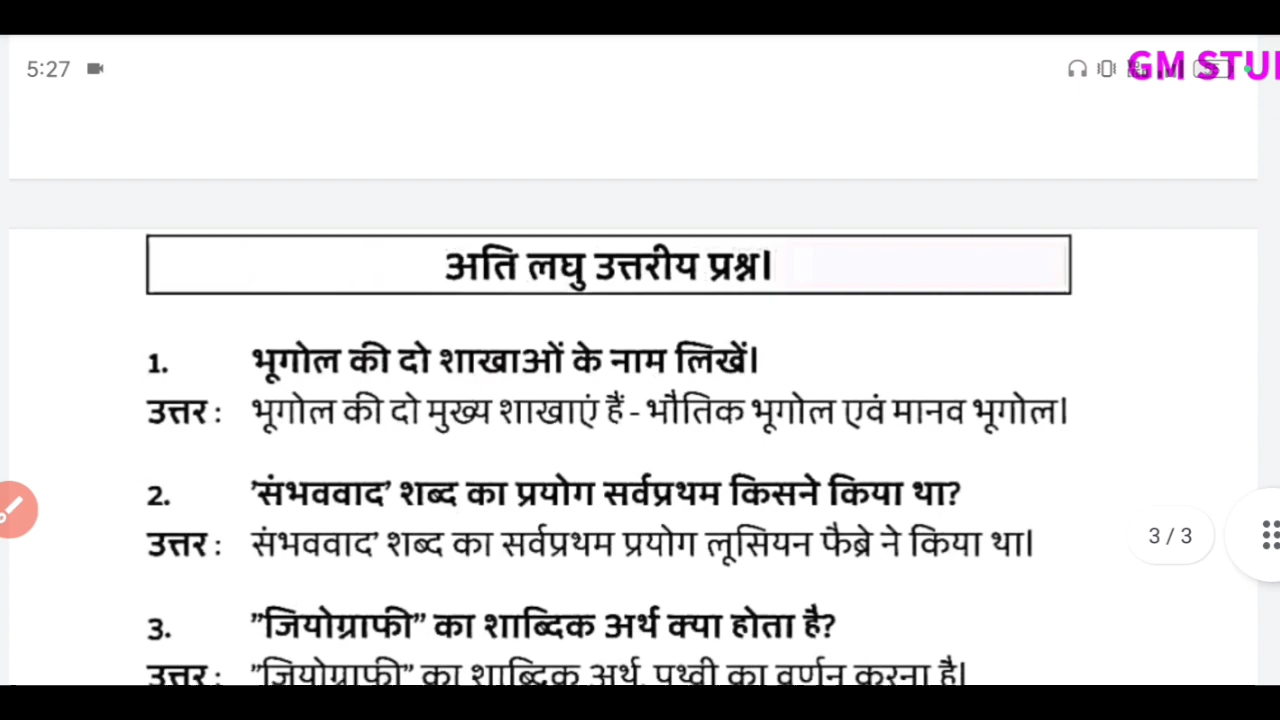 5:27
GM STU
अति लघु उत्तरीय प्रश्न।
1. भूगोल की दो शाखाओं के नाम लिखें।
उत्तर : भूगोल की दो मुख्य शाखाएं हैं - भौतिक भूगोल एवं मानव भूगोल।
2. ’संभववाद’ शब्द का प्रयोग सर्वप्रथम किसने किया था?
उत्तर : संभववाद’ शब्द का सर्वप्रथम प्रयोग लूसियन फैब्रे ने किया था।
3 / 3
3. ”जियोग्राफी” का शाब्दिक अर्थ क्या होता है?
उत्तर : ”जियोग्राफी” का शाब्दिक अर्थ, पृथ्वी का वर्णन करना है।